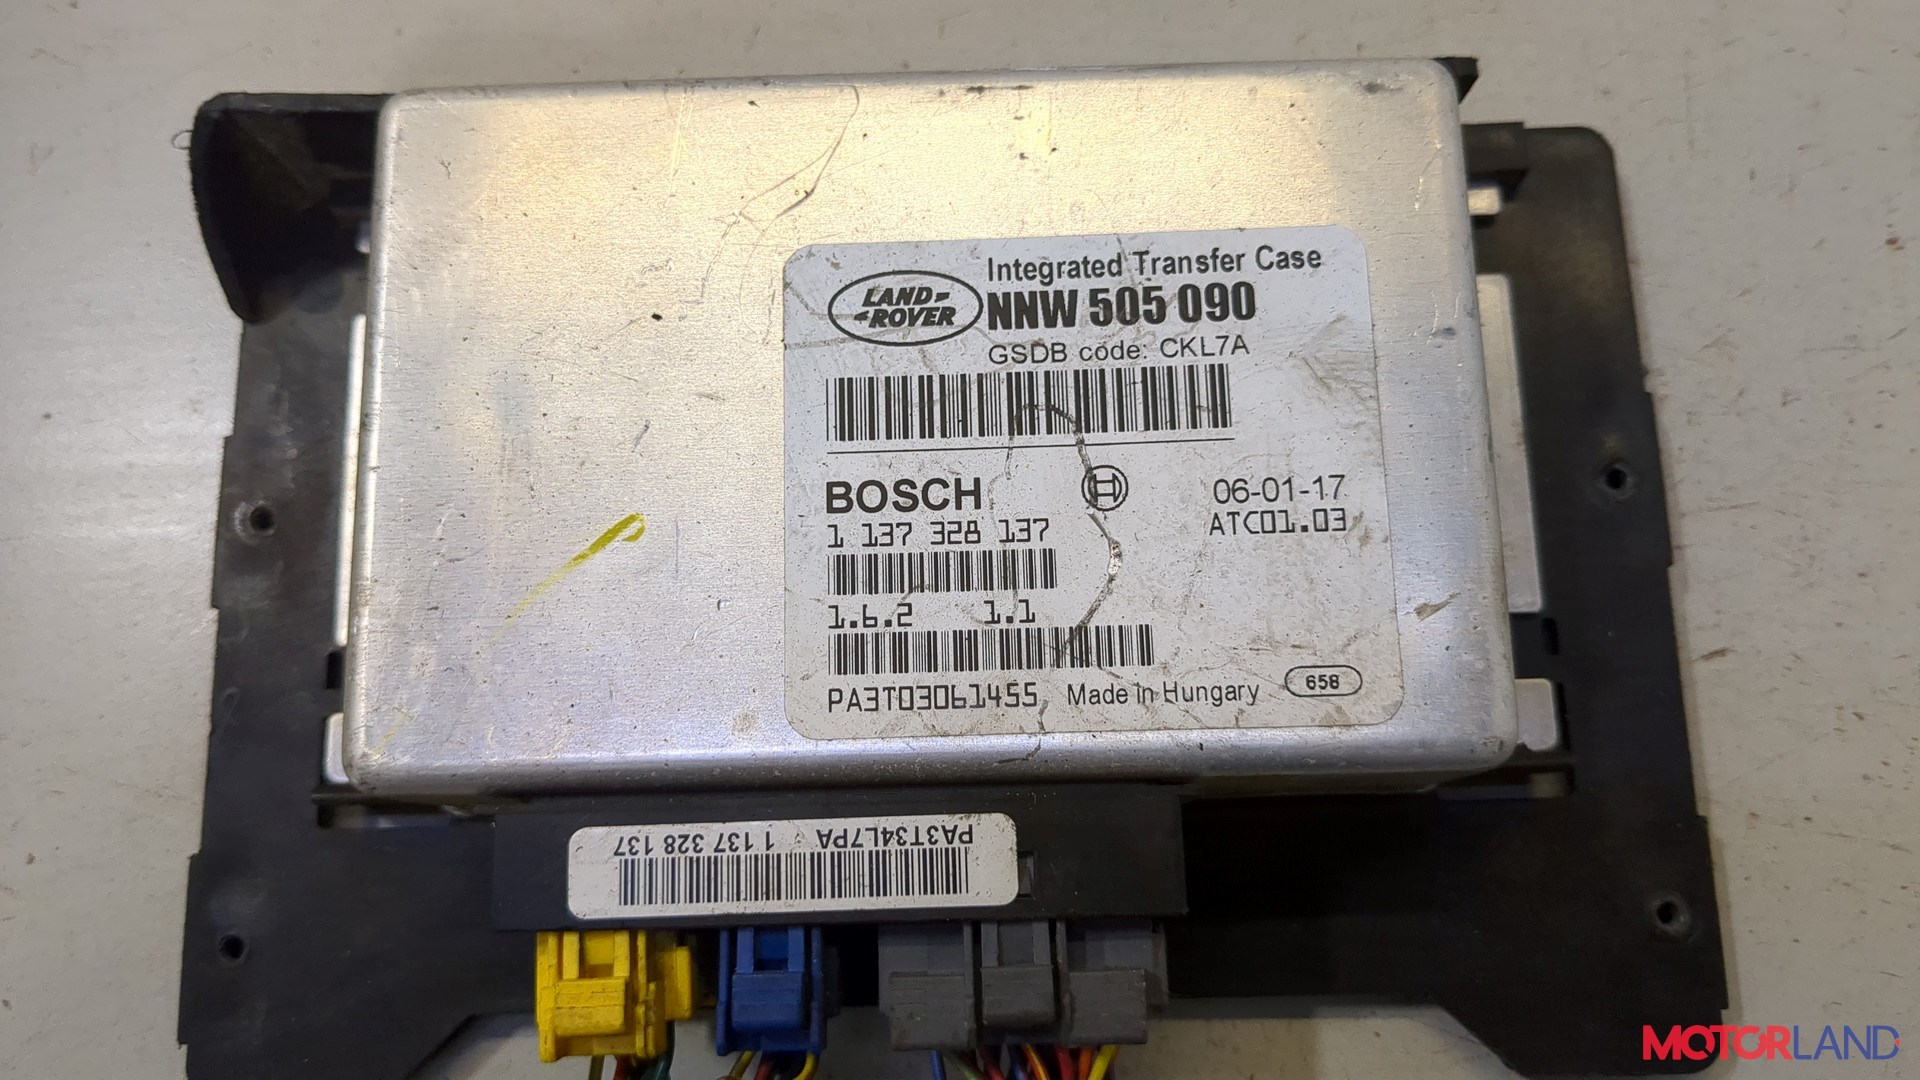 Integrated Transfer Case
LAND-
-ROVER
NNW 505 090
GSDB code: CKL7A
BOSCH
06-01-17
1 137 328 137
ATC01.03
1.6.2 1.1
PA3T03061455 Made in Hungary 658
PA3T34L7PA 1 137 328 137
MOTORLAND